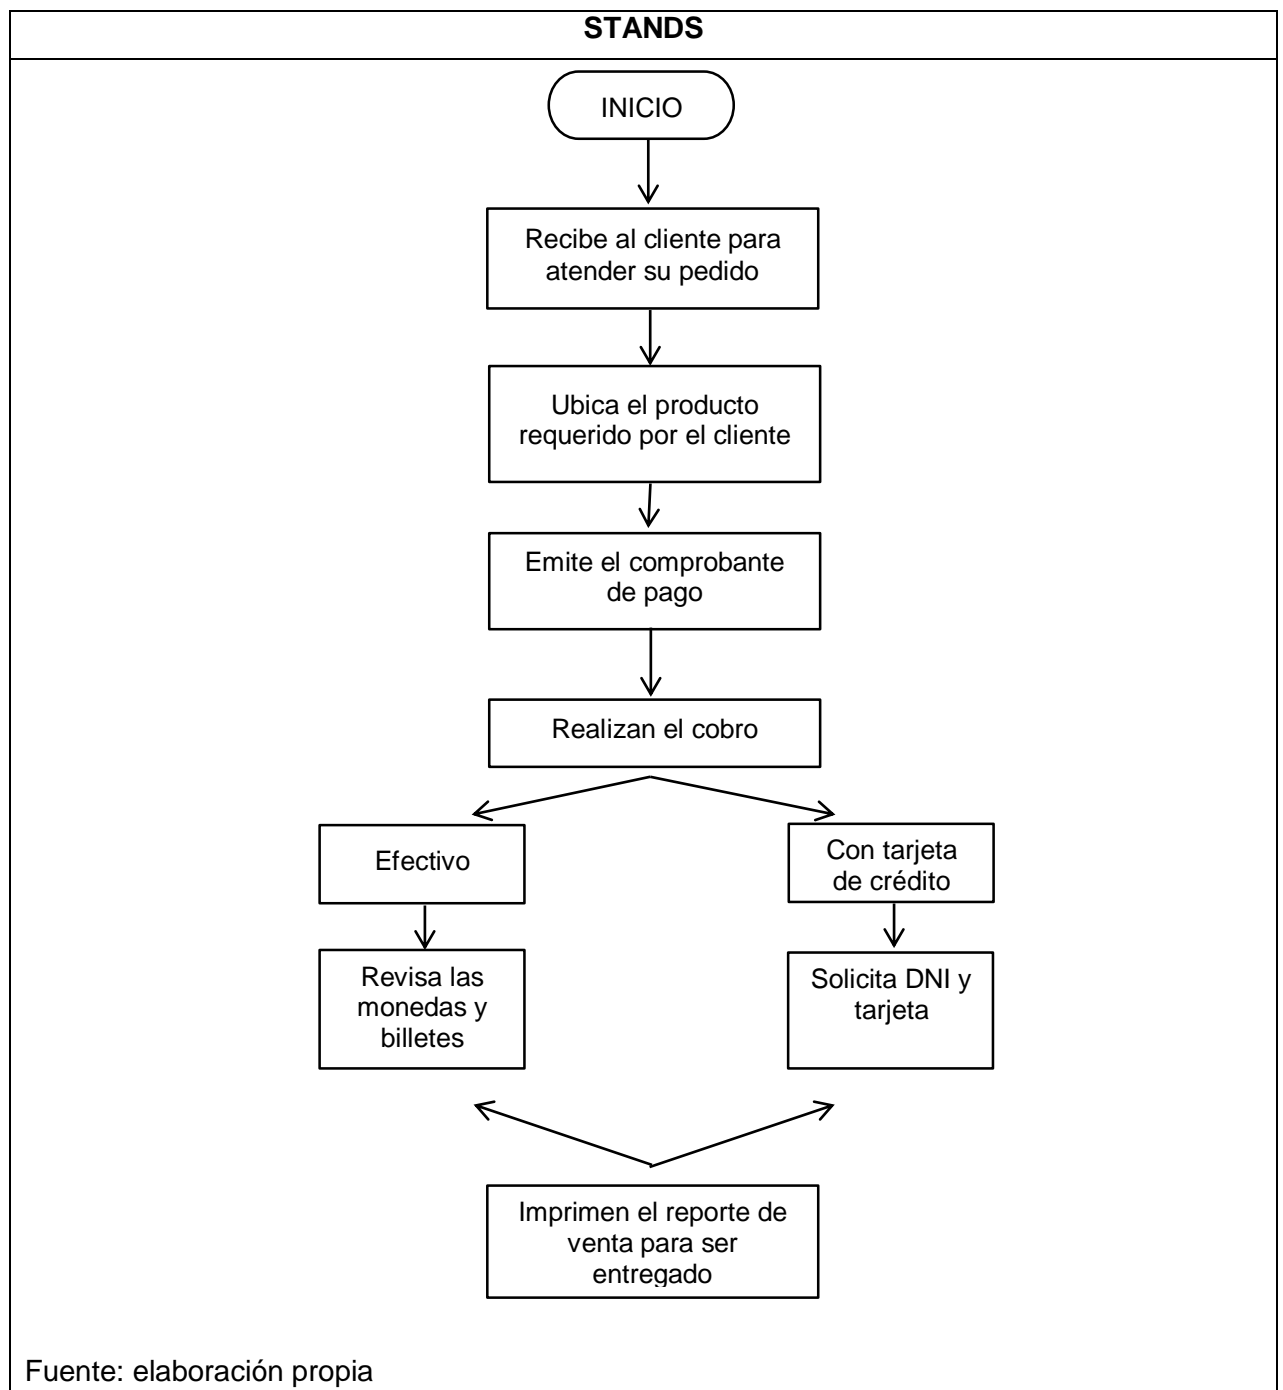 STANDS
INICIO
Recibe al cliente para
atender su pedido
Ubica el producto
requerido por el cliente
Emite el comprobante
de pago
Realizan el cobro
Efectivo
Con tarjeta
de crédito
Revisa las
monedas y
billetes
Solicita DNI y
tarjeta
Imprimen el reporte de
venta para ser
entregado
Fuente: elaboración propia